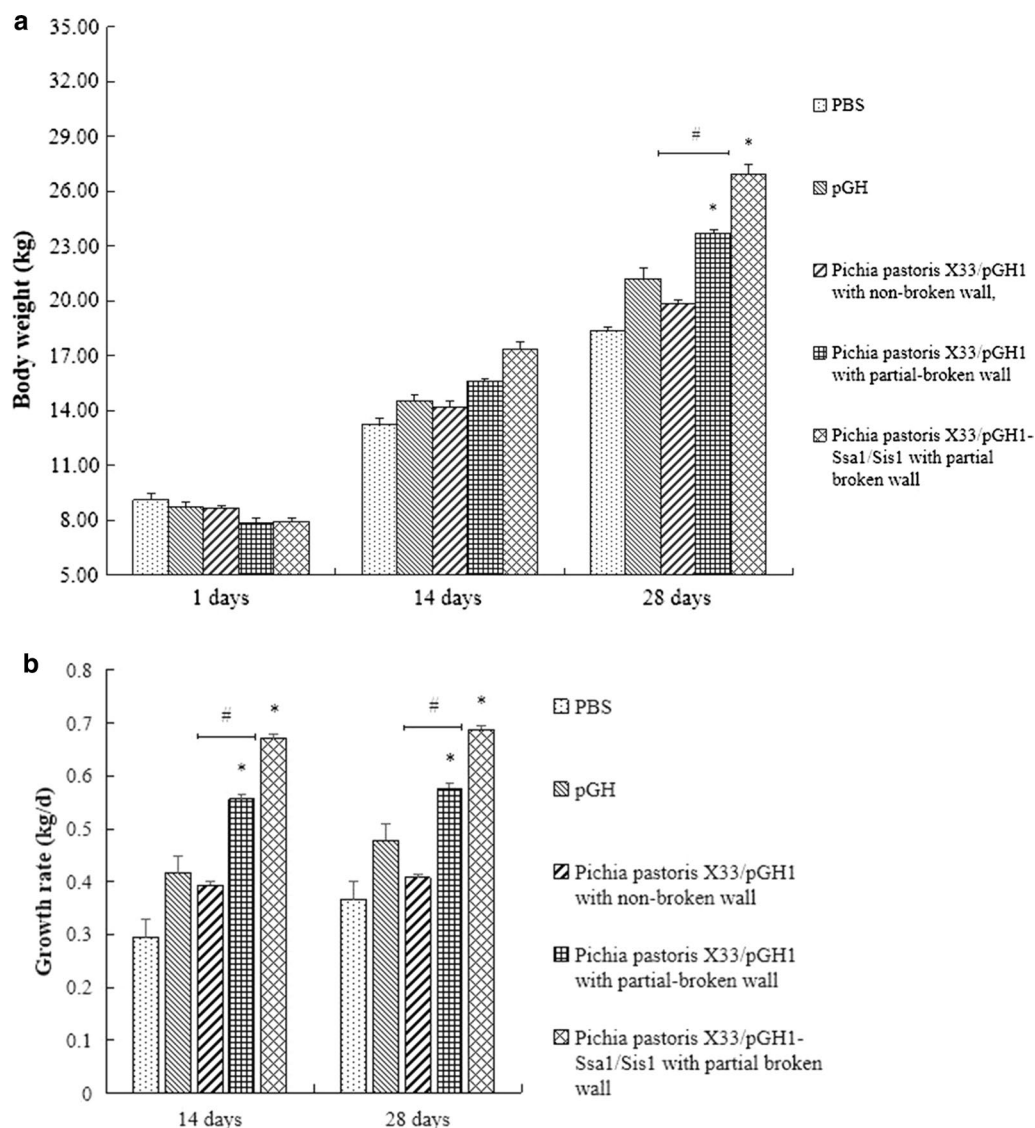 a
35.00
32.00
29.00
26.00
23.00
20.00
17.00
14.00
11.00
8.00
5.00
Body weight (kg)
#
*
*
1 days
14 days
28 days
PBS
pGH
Pichia pastoris X33/pGH1
with non-broken wall,
Pichia pastoris X33/pGH1
with partial-broken wall
Pichia pastoris X33/pGH1-
Ssa1/Sis1 with partial
broken wall
b
0.8
0.7
0.6
0.5
0.4
0.3
0.2
0.1
0
Growth rate (kg/d)
#
*
*
#
*
*
14 days
28 days
PBS
pGH
Pichia pastoris X33/pGH1
with non-broken wall
Pichia pastoris X33/pGH1
with partial-broken wall
Pichia pastoris X33/pGH1-
Ssa1/Sis1 with partial broken
wall